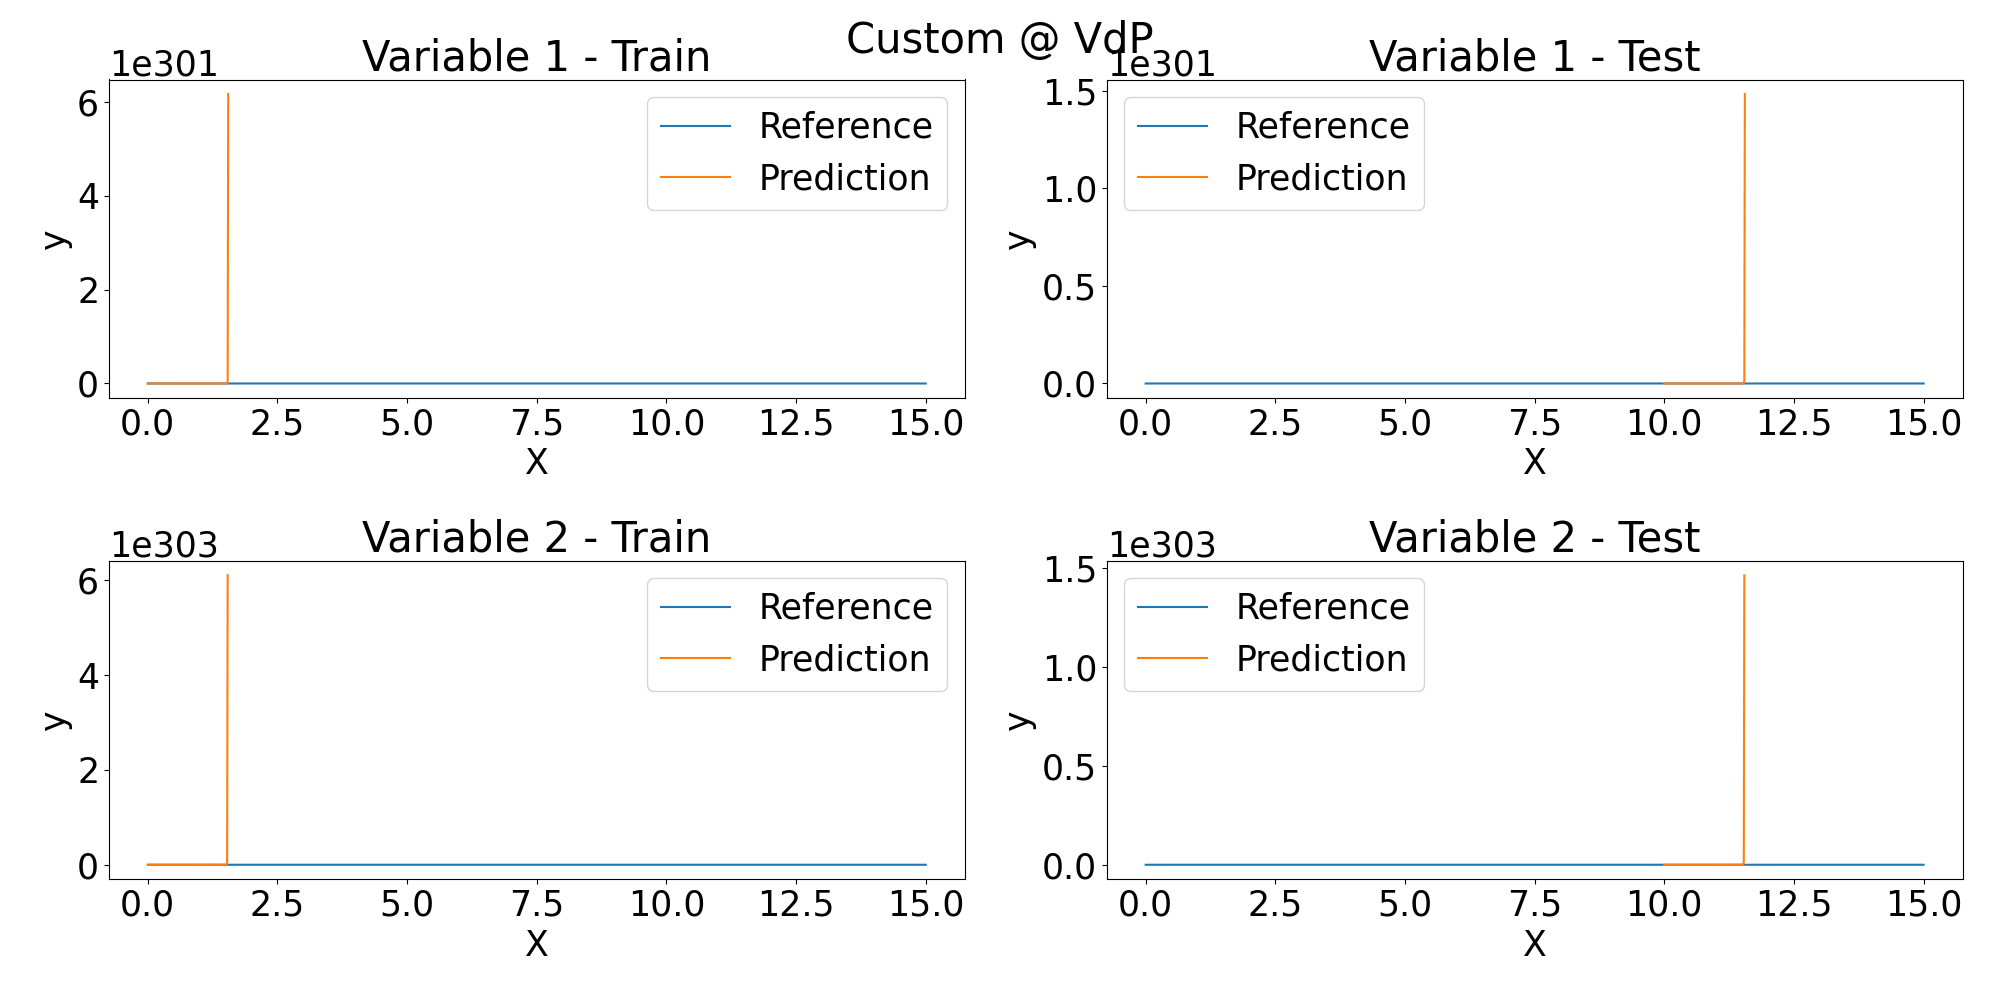 Custom @ VdP
Variable 1 - Train
1e301
6
4
2
0
y
Reference
Prediction
0.0 2.5 5.0 7.5 10.0 12.5 15.0
X
Variable 1 - Test
1e301
1.5
1.0
0.5
0.0
y
Reference
Prediction
0.0 2.5 5.0 7.5 10.0 12.5 15.0
X
Variable 2 - Train
1e303
6
4
2
0
y
Reference
Prediction
0.0 2.5 5.0 7.5 10.0 12.5 15.0
X
Variable 2 - Test
1e303
1.5
1.0
0.5
0.0
y
Reference
Prediction
0.0 2.5 5.0 7.5 10.0 12.5 15.0
X